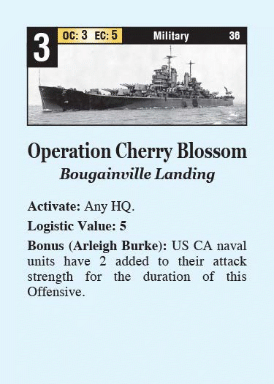 3 OC: 3 EC: 5 Military 36
Operation Cherry Blossom
Bougainville Landing
Activate: Any HQ.
Logistic Value: 5
Bonus (Arleigh Burke): US CA naval
units have 2 added to their attack
strength for the duration of this
Offensive.